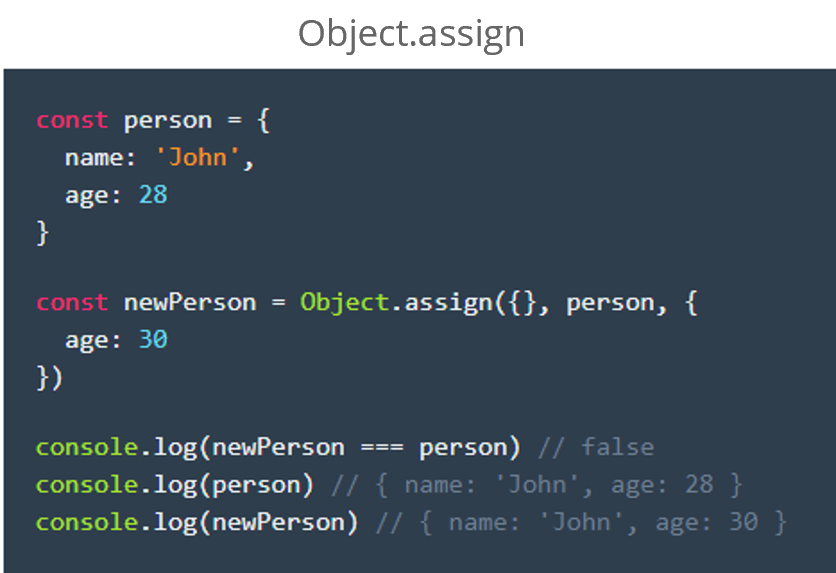 Object.assign
const person = {
  name: 'John',
  age: 28
}
const newPerson = Object.assign({}, person, {
  age: 30
})
console.log(newPerson === person) // false
console.log(person) // { name: 'John', age: 28 }
console.log(newPerson) // { name: 'John', age: 30 }